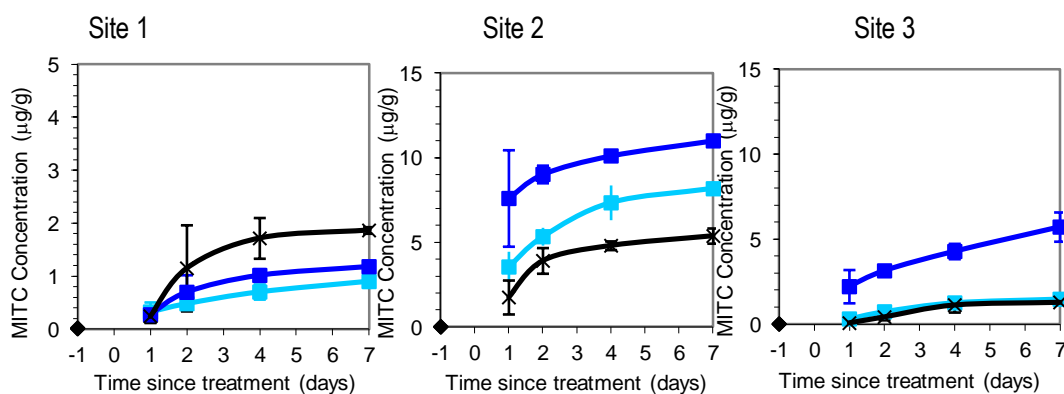 Site 1
Site 2
Site 3
MITC Concentration (µg/g)
5
4
3
2
1
0
-1 0 1 2 3 4 5 6 7
Time since treatment (days)
MITC Concentration (µg/g)
15
10
5
0
-1 0 1 2 3 4 5 6 7
Time since treatment (days)
MITC Concentration (µg/g)
15
10
5
0
-1 0 1 2 3 4 5 6 7
Time since treatment (days)